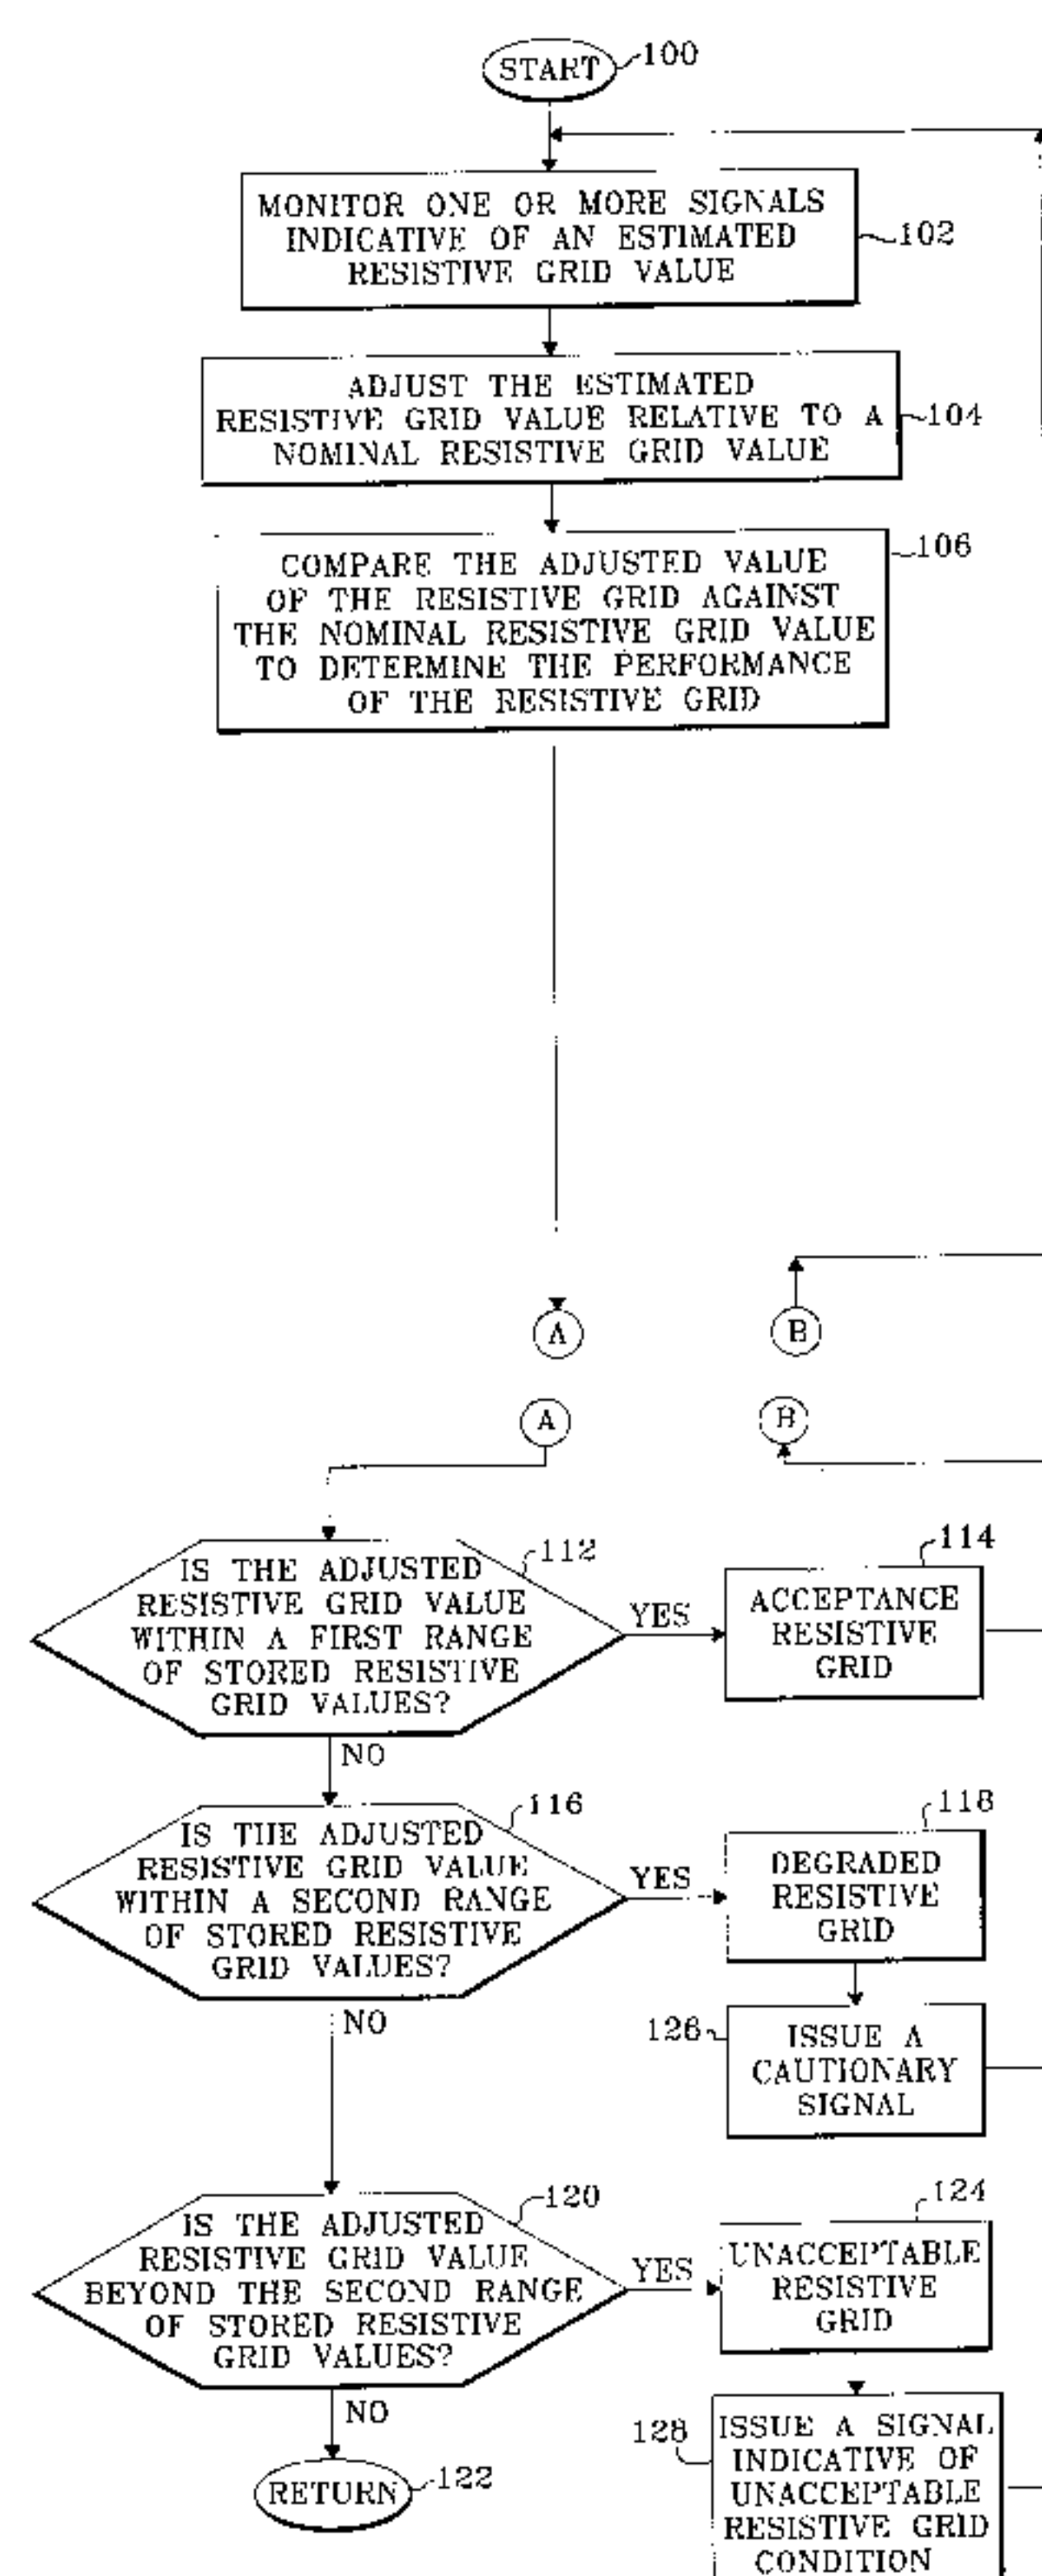 START
100
MONITOR ONE OR MORE SIGNALS
INDICATIVE OF AN ESTIMATED
RESISTIVE GRID VALUE
102
ADJUST THE ESTIMATED
RESISTIVE GRID VALUE RELATIVE TO A
NOMINAL RESISTIVE GRID VALUE
104
COMPARE THE ADJUSTED VALUE
OF THE RESISTIVE GRID AGAINST
THE NOMINAL RESISTIVE GRID VALUE
TO DETERMINE THE PERFORMANCE
OF THE RESISTIVE GRID
106
A
B
A
B
IS THE ADJUSTED
RESISTIVE GRID VALUE
WITHIN A FIRST RANGE
OF STORED RESISTIVE
GRID VALUES?
112
YES
114
ACCEPTANCE
RESISTIVE
GRID
NO
IS THE ADJUSTED
RESISTIVE GRID VALUE
WITHIN A SECOND RANGE
OF STORED RESISTIVE
GRID VALUES?
116
YES
118
DEGRADED
RESISTIVE
GRID
NO
126
ISSUE A
CAUTIONARY
SIGNAL
IS THE ADJUSTED
RESISTIVE GRID VALUE
BEYOND THE SECOND RANGE
OF STORED RESISTIVE
GRID VALUES?
120
YES
124
UNACCEPTABLE
RESISTIVE
GRID
NO
RETURN
122
128
ISSUE A SIGNAL
INDICATIVE OF
UNACCEPTABLE
RESISTIVE GRID
CONDITION